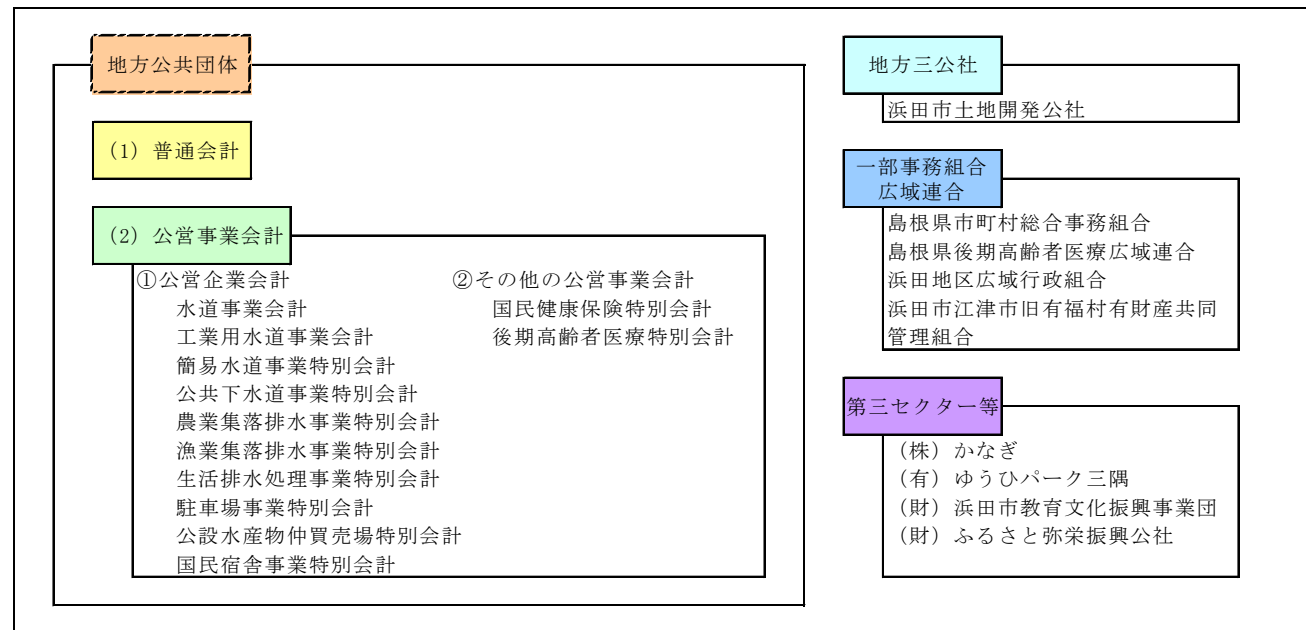 地方公共団体
(1) 普通会計
(2) 公営事業会計
①公営企業会計
水道事業会計
工業用水道事業会計
簡易水道事業特別会計
公共下水道事業特別会計
農業集落排水事業特別会計
漁業集落排水事業特別会計
生活排水処理事業特別会計
駐車場事業特別会計
公設水産物仲買売場特別会計
国民宿舎事業特別会計
②その他の公営事業会計
国民健康保険特別会計
後期高齢者医療特別会計
地方三公社
浜田市土地開発公社
一部事務組合
広域連合
島根県市町村総合事務組合
島根県後期高齢者医療広域連合
浜田地区広域行政組合
浜田市江津市旧有福村有財産共同
管理組合
第三セクター等
(株) かなぎ
(有) ゆうひパーク三隅
(財) 浜田市教育文化振興事業団
(財) ふるさと弥栄振興公社